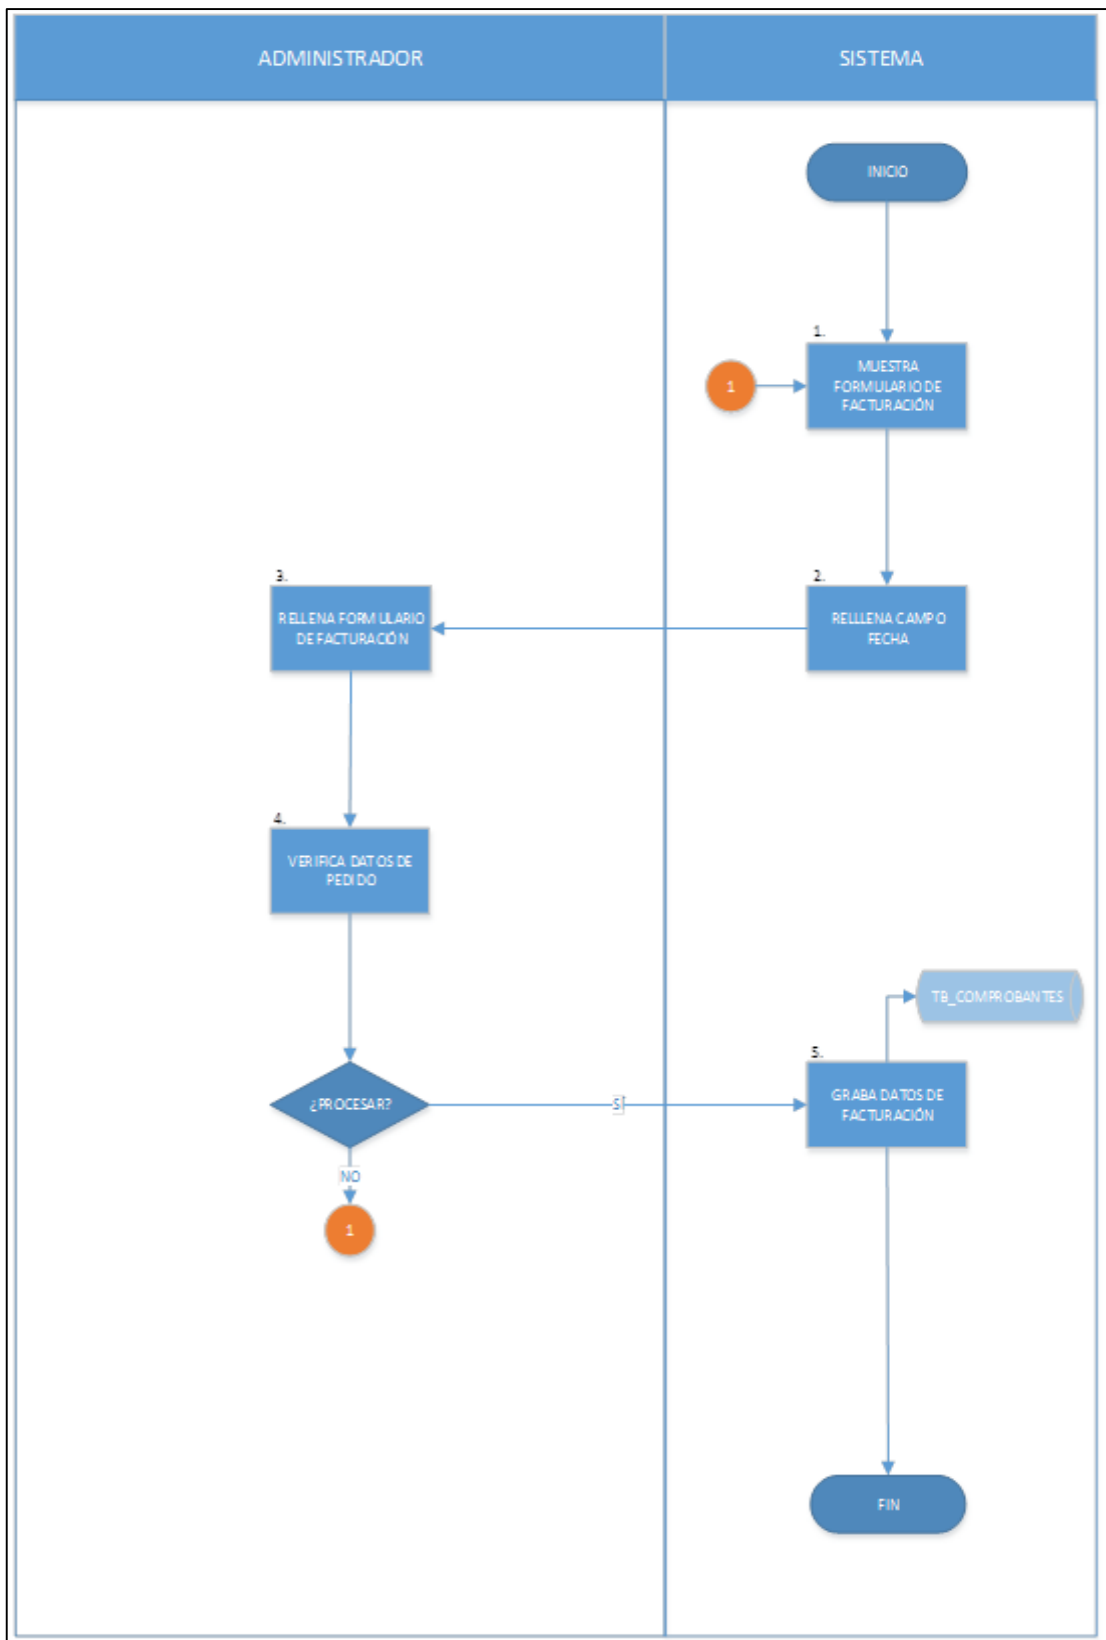 ADMINISTRADOR
SISTEMA
INICIO
1.
MUESTRA
FORMULARIO DE
FACTURACIÓN
1
3.
RELLENA FORMULARIO
DE FACTURACIÓN
2.
RELLLENA CAMPO
FECHA
4.
VERIFICA DATOS DE
PEDIDO
TB_COMPROBANTES
5.
GRABA DATOS DE
FACTURACIÓN
¿PROCESAR?
SÍ
NO
1
FIN